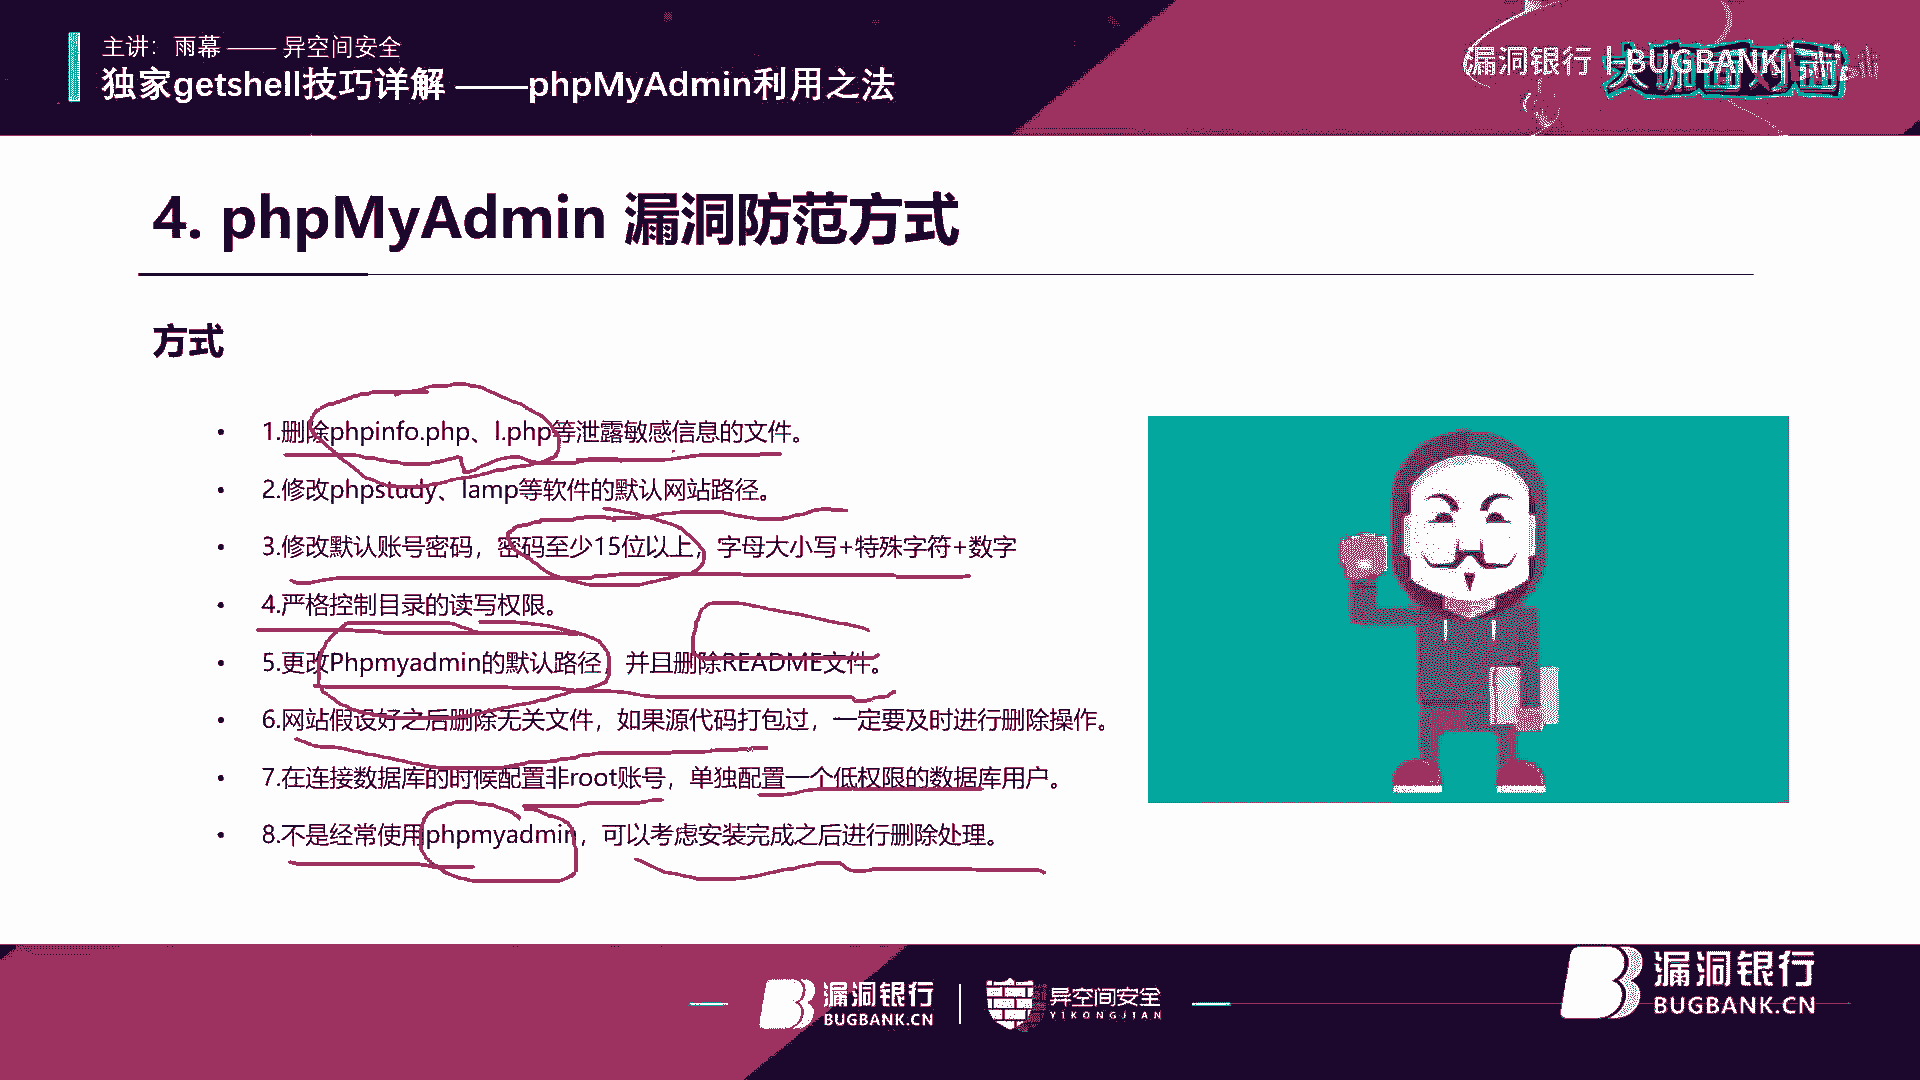 主讲：雨幕 —— 异空间安全
独家getshell技巧详解 ——phpMyAdmin利用之法
漏洞银行 | BUGBANK
4. phpMyAdmin 漏洞防范方式
方式
• 1.删除phpinfo.php、l.php等泄露敏感信息的文件。
• 2.修改phpstudy、lamp等软件的默认网站路径。
• 3.修改默认账号密码，密码至少15位以上，字母大小写+特殊字符+数字
• 4.严格控制目录的读写权限。
• 5.更改Phpmyadmin的默认路径，并且删除README文件。
• 6.网站假设好之后删除无关文件，如果源代码打包过，一定要及时进行删除操作。
• 7.在连接数据库的时候配置非root账号，单独配置一个低权限的数据库用户。
• 8.不是经常使用phpmyadmin，可以考虑安装完成之后进行删除处理。
漏洞银行
BUGBANK.CN
异空间安全
YIKONGJIAN
漏洞银行
BUGBANK.CN